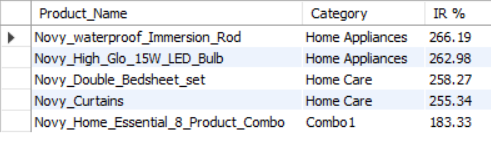 Product_Name Category IR %
Novy_waterproof_Immersion_Rod Home Appliances 266.19
Novy_High_Glo_15W_LED_Bulb Home Appliances 262.98
Novy_Double_Bedsheet_set Home Care 258.27
Novy_Curtains Home Care 255.34
Novy_Home_Essential_8_Product_Combo Combo1 183.33